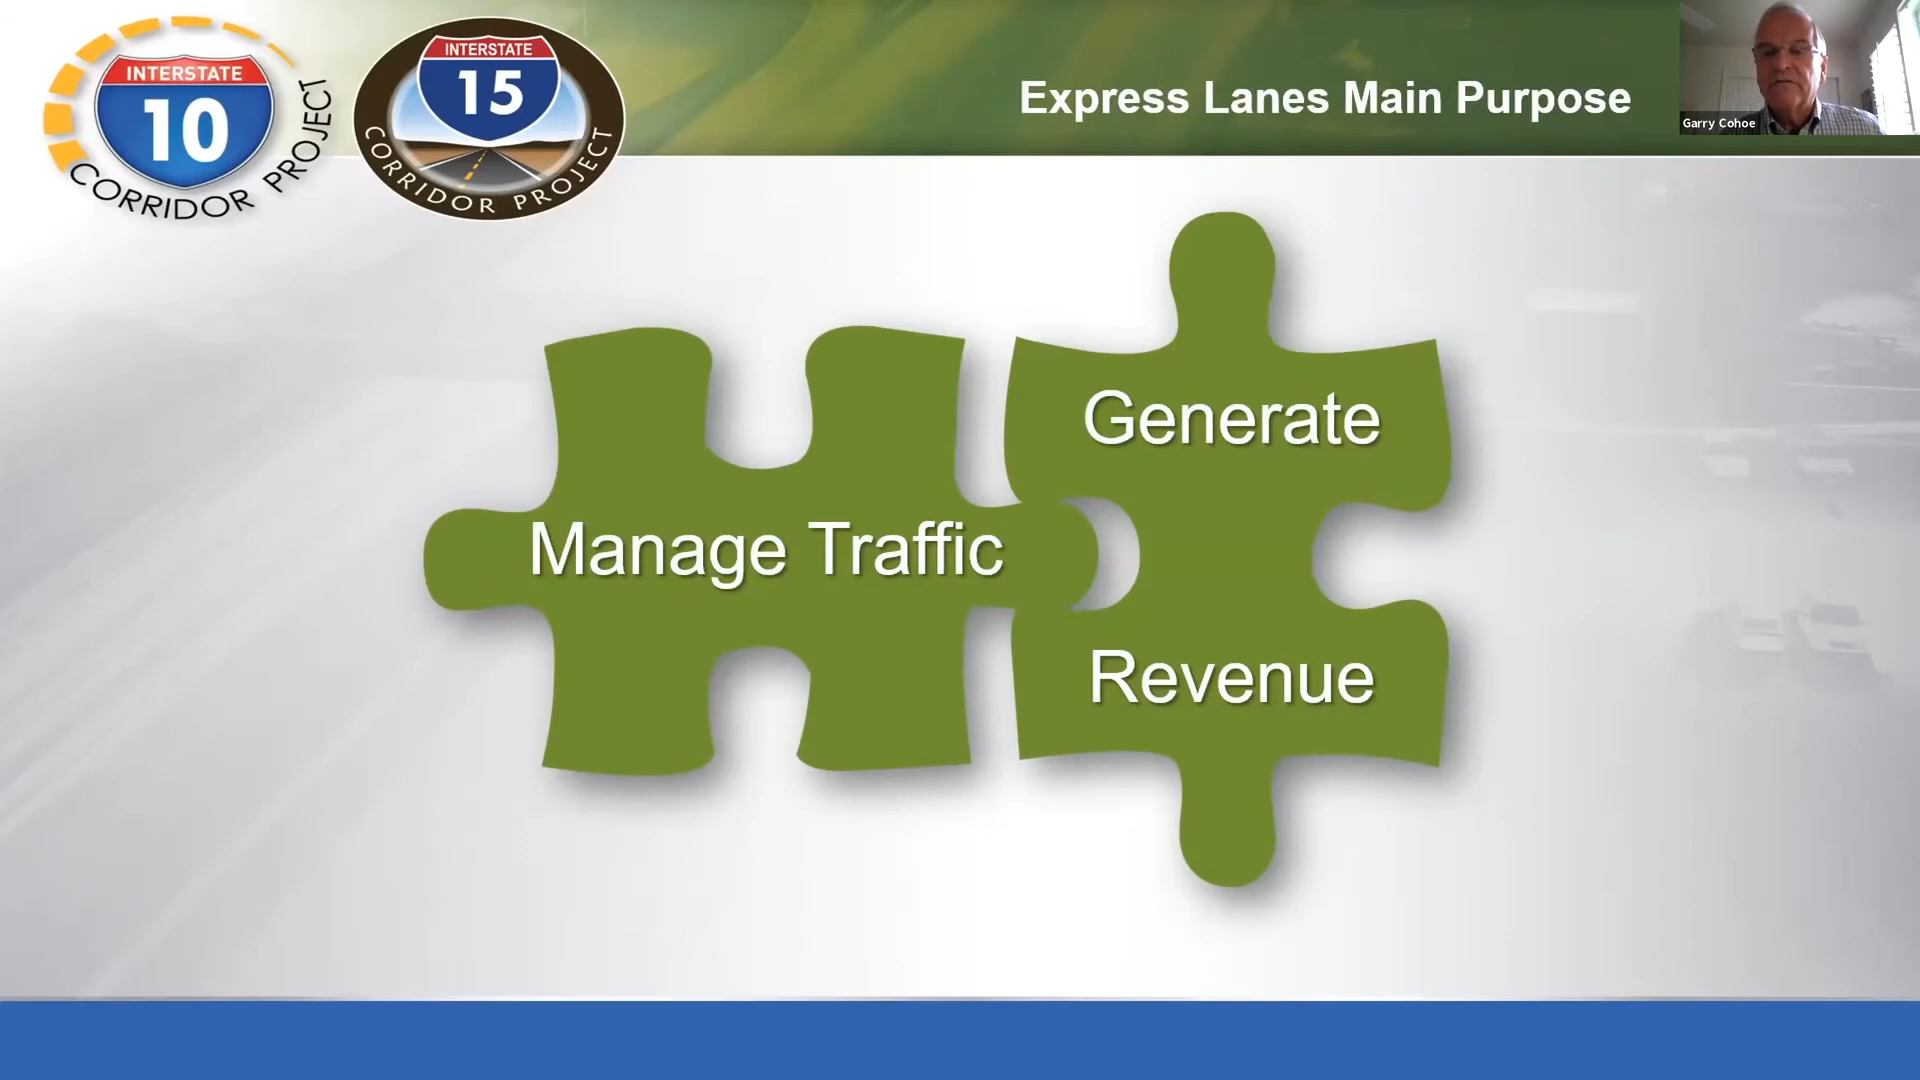 INTERSTATE
10
CORRIDOR PROJECT
INTERSTATE
15
CORRIDOR PROJECT
Express Lanes Main Purpose
Garry Cohoe
Manage Traffic
Generate
Revenue